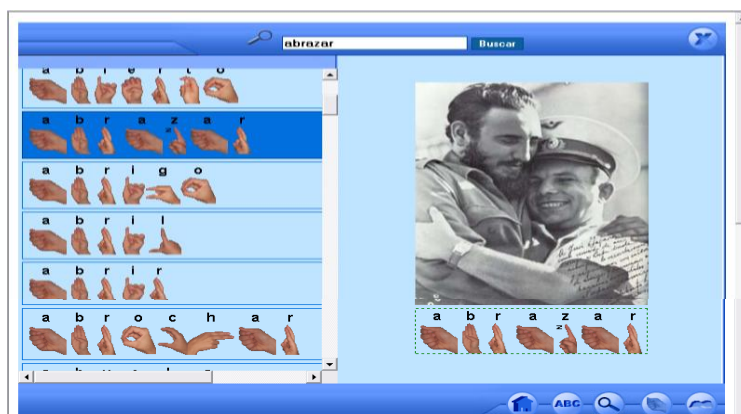 abrazar Buscar
a b i e r t o
a b r a z a r
a b r i g o
a b r i l
a b r i r
a b r o c h a r
a b r a z a r
ABC